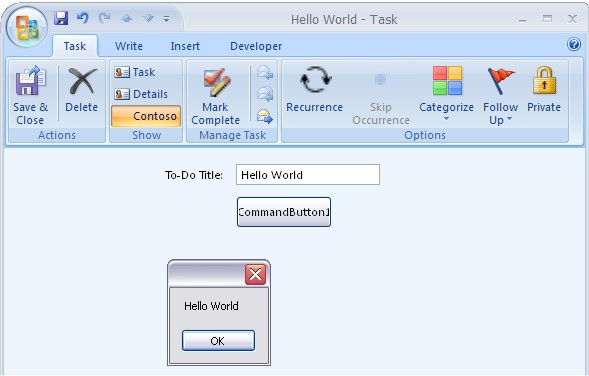 Hello World - Task
Task Write Insert Developer
Save & Close
Delete
Actions
Task
Details
Contoso
Show
Mark Complete
Manage Task
Recurrence
Skip Occurrence
Categorize
Follow Up
Private
Options
To-Do Title: Hello World
CommandButton1
Hello World
OK